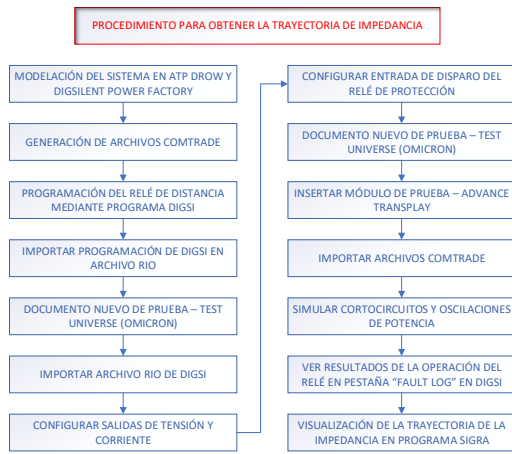 PROCEDIMIENTO PARA OBTENER LA TRAYECTORIA DE IMPEDANCIA
MODELACIÓN DEL SISTEMA EN ATP DROW Y
DIGSILENT POWER FACTORY
GENERACIÓN DE ARCHIVOS COMTRADE
PROGRAMACIÓN DEL RELÉ DE DISTANCIA
MEDIANTE PROGRAMA DIGSI
IMPORTAR PROGRAMACIÓN DE DIGSI EN
ARCHIVO RIO
DOCUMENTO NUEVO DE PRUEBA – TEST
UNIVERSE (OMICRON)
IMPORTAR ARCHIVO RIO DE DIGSI
CONFIGURAR SALIDAS DE TENSIÓN Y
CORRIENTE
CONFIGURAR ENTRADA DE DISPARO DEL
RELÉ DE PROTECCIÓN
DOCUMENTO NUEVO DE PRUEBA – TEST
UNIVERSE (OMICRON)
INSERTAR MÓDULO DE PRUEBA – ADVANCE
TRANSPLAY
IMPORTAR ARCHIVOS COMTRADE
SIMULAR CORTOCIRCUITOS Y OSCILACIONES
DE POTENCIA
VER RESULTADOS DE LA OPERACIÓN DEL
RELÉ EN PESTAÑA “FAULT LOG” EN DIGSI
VISUALIZACIÓN DE LA TRAYECTORIA DE LA
IMPEDANCIA EN PROGRAMA SIGRA